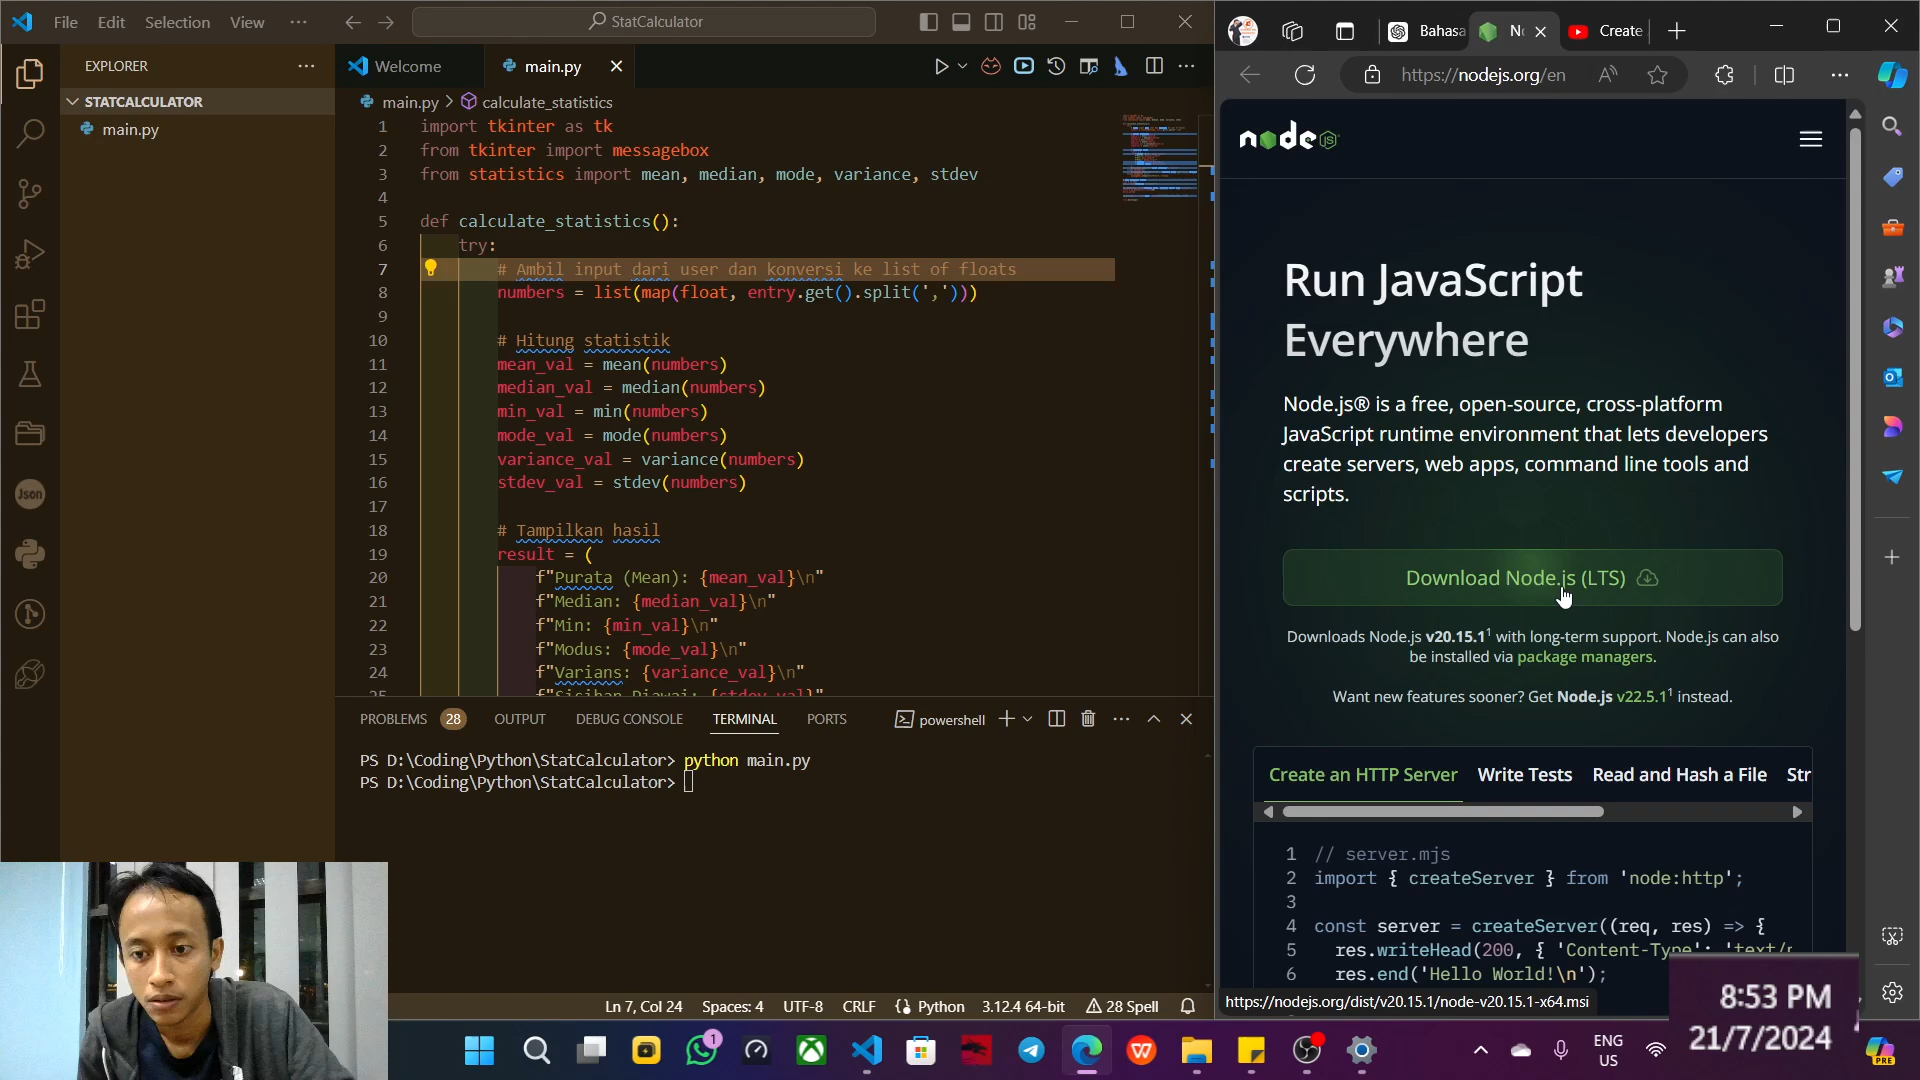 File Edit Selection View ···
StatCalculator
EXPLORER
STATCALCULATOR
main.py
Welcome
main.py
main.py > calculate_statistics
1 import tkinter as tk
2 from tkinter import messagebox
3 from statistics import mean, median, mode, variance, stdev
4
5 def calculate_statistics():
6 try:
7 # Ambil input dari user dan konversi ke list of floats
8 numbers = list(map(float, entry.get().split(',')))
9
10 # Hitung statistik
11 mean_val = mean(numbers)
12 median_val = median(numbers)
13 min_val = min(numbers)
14 mode_val = mode(numbers)
15 variance_val = variance(numbers)
16 stdev_val = stdev(numbers)
17
18 # Tampilkan hasil
19 result = (
20 f"Purata (Mean): {mean_val}\n"
21 f"Median: {median_val}\n"
22 f"Min: {min_val}\n"
23 f"Modus: {mode_val}\n"
24 f"Varians: {variance_val}\n"
25 f"Sisihan Piawai: {stdev_val}"
Json
PROBLEMS 28 OUTPUT DEBUG CONSOLE TERMINAL PORTS powershell
PS D:\Coding\Python\StatCalculator> python main.py
PS D:\Coding\Python\StatCalculator>
Ln 7, Col 24 Spaces: 4 UTF-8 CRLF {} Python 3.12.4 64-bit 28 Spell
Bahasa
Create
https://nodejs.org/en
node JS
Run JavaScript
Everywhere
Node.js® is a free, open-source, cross-platform
JavaScript runtime environment that lets developers
create servers, web apps, command line tools and
scripts.
Download Node.js (LTS)
Downloads Node.js v20.15.1¹ with long-term support. Node.js can also
be installed via package managers.
Want new features sooner? Get Node.js v22.5.1¹ instead.
Create an HTTP Server Write Tests Read and Hash a File Str
1 // server.mjs
2 import { createServer } from 'node:http';
3
4 const server = createServer((req, res) => {
5 res.writeHead(200, { 'Content-Type': 'text/p
6 res.end('Hello World!\n');
https://nodejs.org/dist/v20.15.1/node-v20.15.1-x64.msi
8:53 PM
21/7/2024
1
ENG
US
PRE